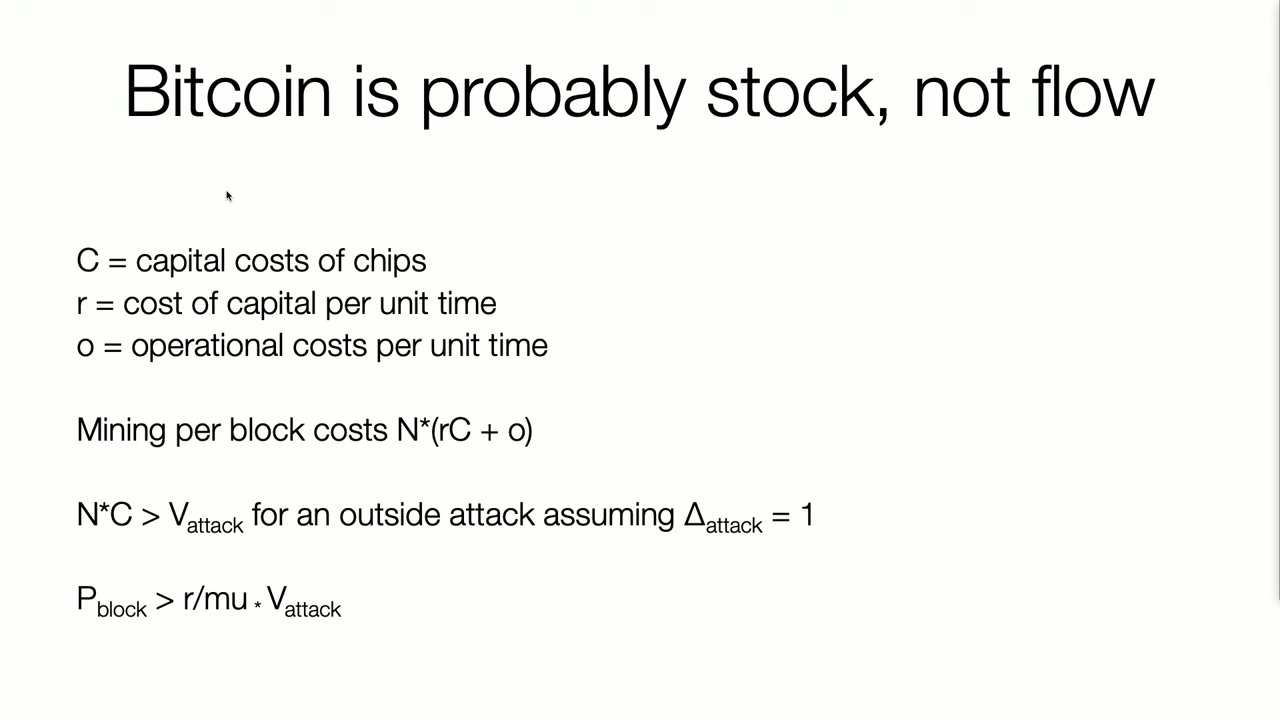 Bitcoin is probably stock, not flow
C = capital costs of chips
r = cost of capital per unit time
o = operational costs per unit time
Mining per block costs N*(rC + o)
N*C > Vattack for an outside attack assuming Δattack = 1
Pblock > r/mu * Vattack